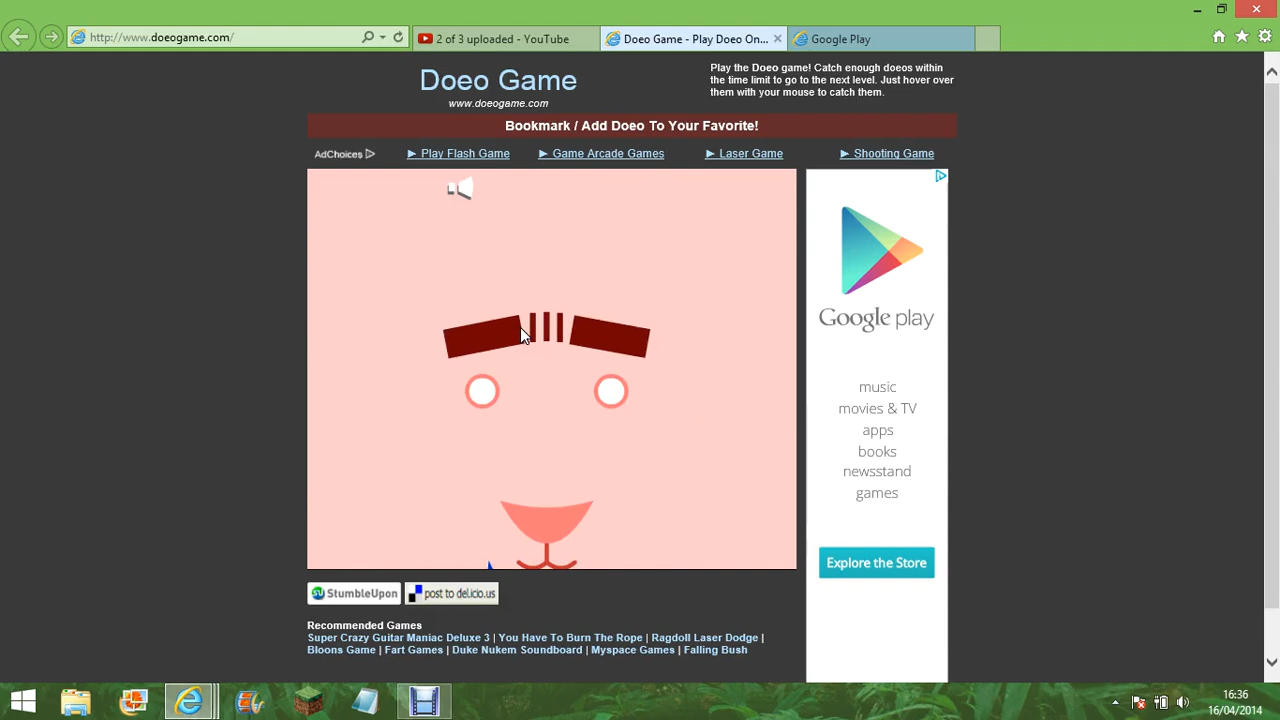 http://www.doeogame.com/
2 of 3 uploaded - YouTube
Doeo Game - Play Doeo On...
Google Play
Doeo Game
www.doeogame.com
Play the Doeo game! Catch enough doeos within
the time limit to go to the next level. Just hover over
them with your mouse to catch them.
Bookmark / Add Doeo To Your Favorite!
AdChoices
► Play Flash Game
► Game Arcade Games
► Laser Game
► Shooting Game
Google play
music
movies & TV
apps
books
newsstand
games
Explore the Store
StumbleUpon
post to del.icio.us
Recommended Games
Super Crazy Guitar Maniac Deluxe 3 | You Have To Burn The Rope | Ragdoll Laser Dodge |
Bloons Game | Fart Games | Duke Nukem Soundboard | Myspace Games | Falling Bush
16:36
16/04/2014